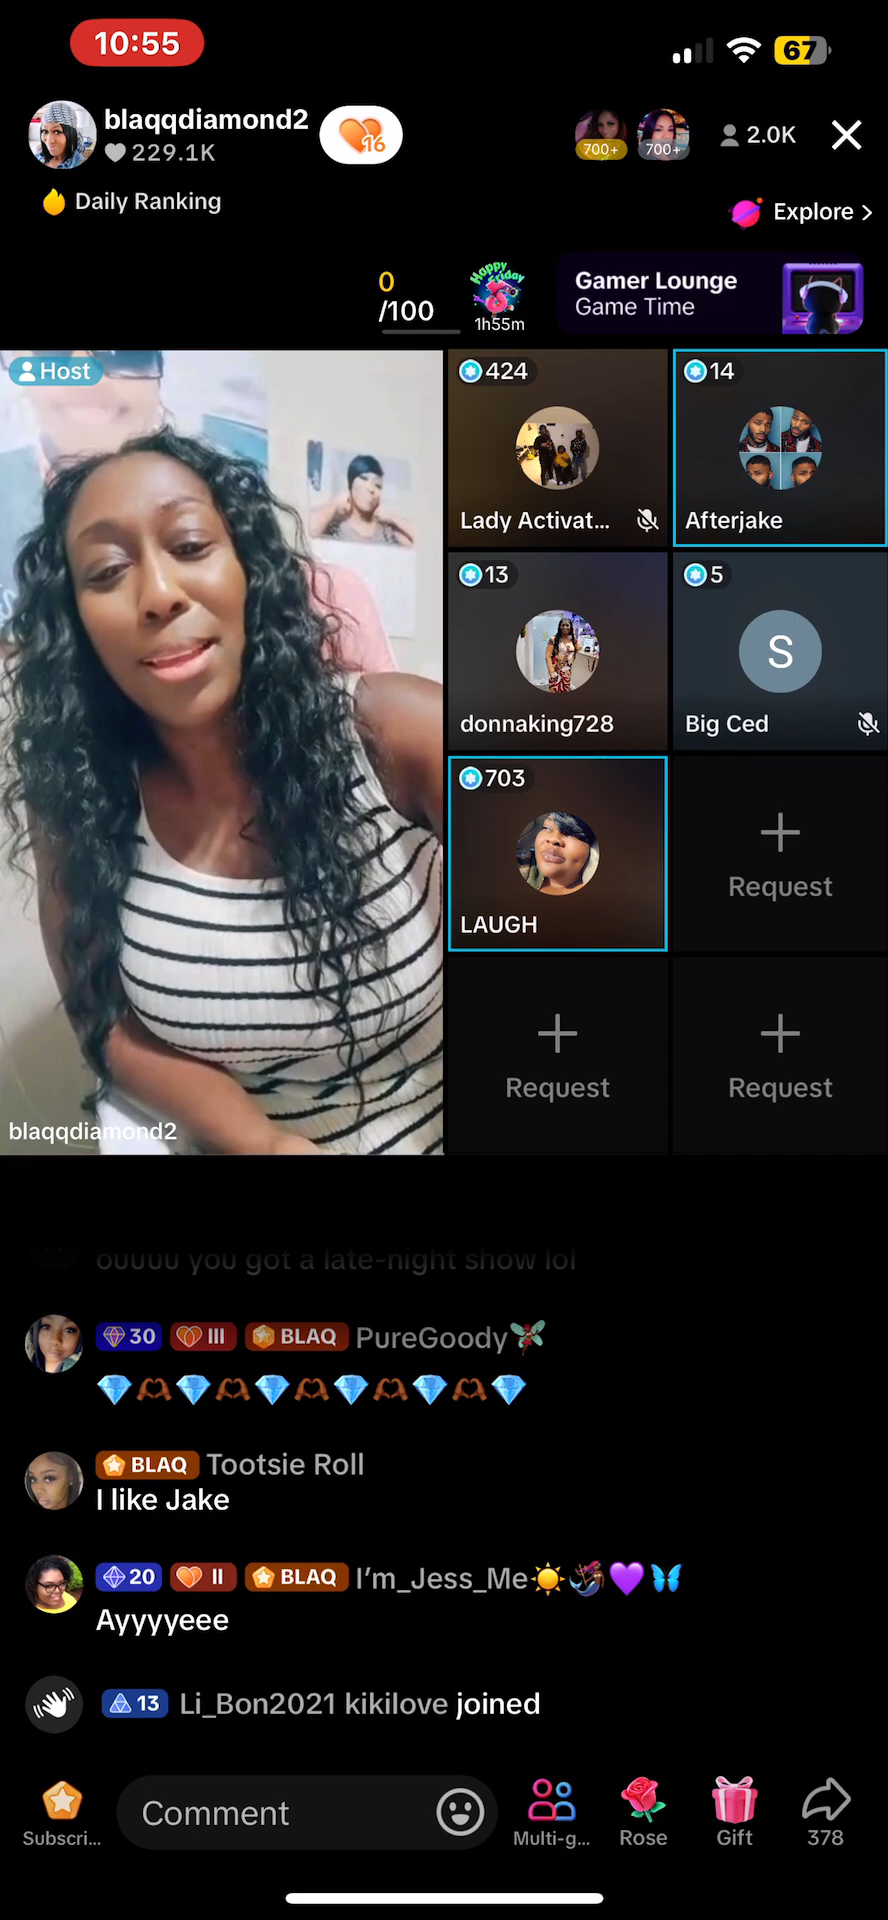 10:55
67
blaqqdiamond2
229.1K
16
700+
700+
2.0K
Daily Ranking
Explore >
0
/100
Happy
Friday
1h55m
Gamer Lounge
Game Time
Host
424
14
Lady Activat...
Afterjake
13
5
S
donnaking728
Big Ced
703
Request
LAUGH
Request
Request
blaqqdiamond2
ouuuu you got a late-night show lol
30 III BLAQ PureGoody🧚
💎🫶🏾💎🫶🏾💎🫶🏾💎🫶🏾💎🫶🏾💎
BLAQ Tootsie Roll
I like Jake
20 II BLAQ I’m_Jess_Me☀️🧜🏾‍♀️💜🦋
Ayyyyeee
13 Li_Bon2021 kikilove joined
Subscri...
Comment
Multi-g...
Rose
Gift
378